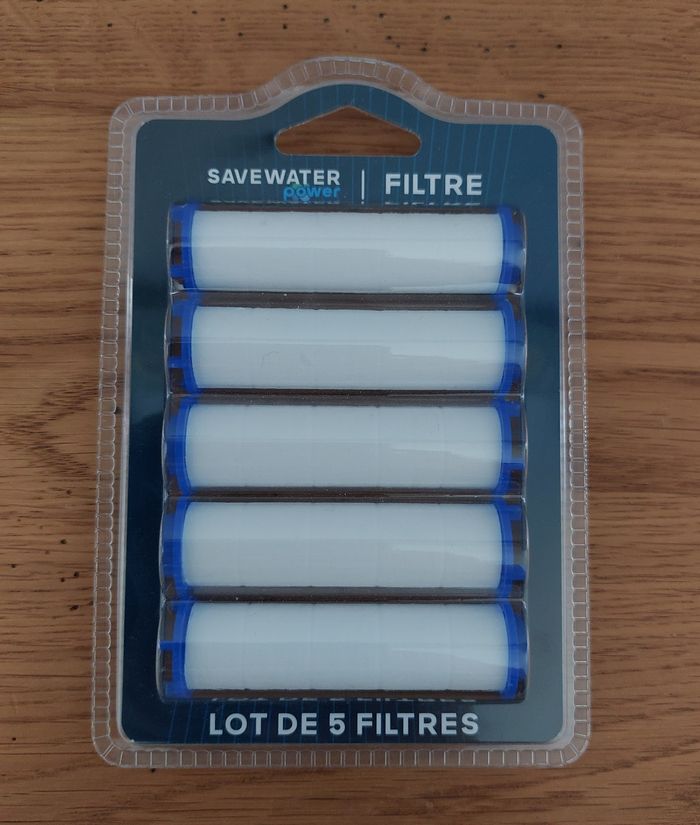 SAVEWATER | FILTRE
power
LOT DE 5 FILTRES